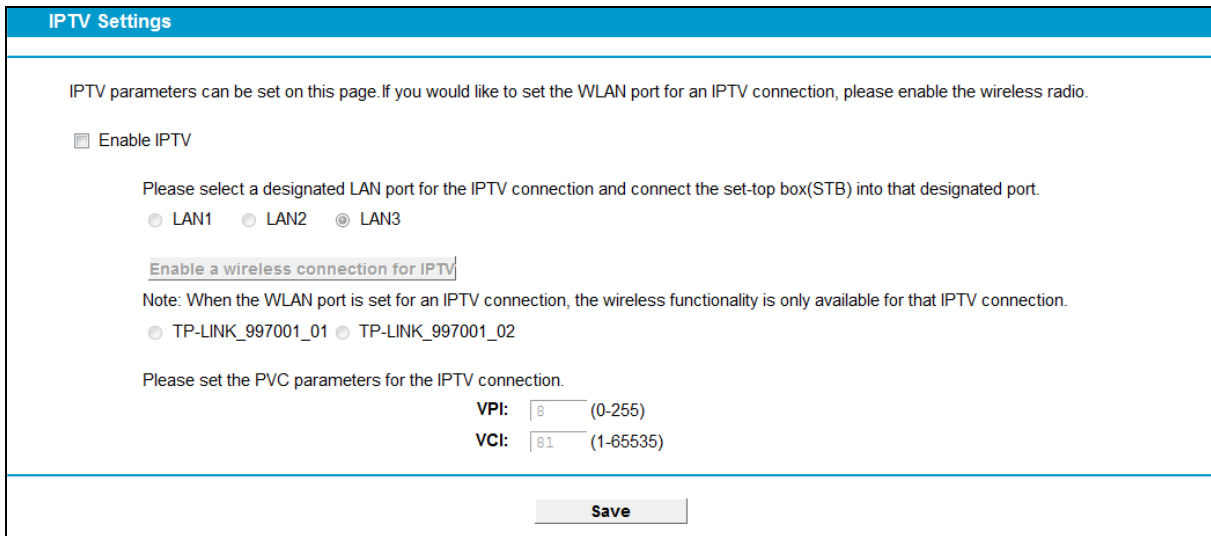 IPTV Settings
IPTV parameters can be set on this page.If you would like to set the WLAN port for an IPTV connection, please enable the wireless radio.
Enable IPTV
Please select a designated LAN port for the IPTV connection and connect the set-top box(STB) into that designated port.
LAN1 LAN2 LAN3
Enable a wireless connection for IPTV
Note: When the WLAN port is set for an IPTV connection, the wireless functionality is only available for that IPTV connection.
TP-LINK_997001_01 TP-LINK_997001_02
Please set the PVC parameters for the IPTV connection.
VPI: 8 (0-255)
VCI: 81 (1-65535)
Save